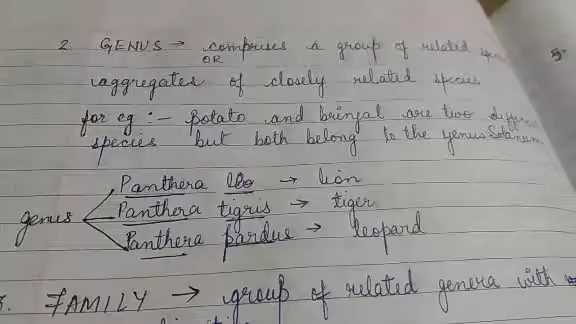 2 GENUS → comprises a group of related
OR
aggregates of closely related species
for eg :- potato and brinjal are two
species but both belong to the genus Solanum
Panthera leo → lion
genus Panthera tigris → tiger
Panthera pardus → leopard
FAMILY → group of related genera with